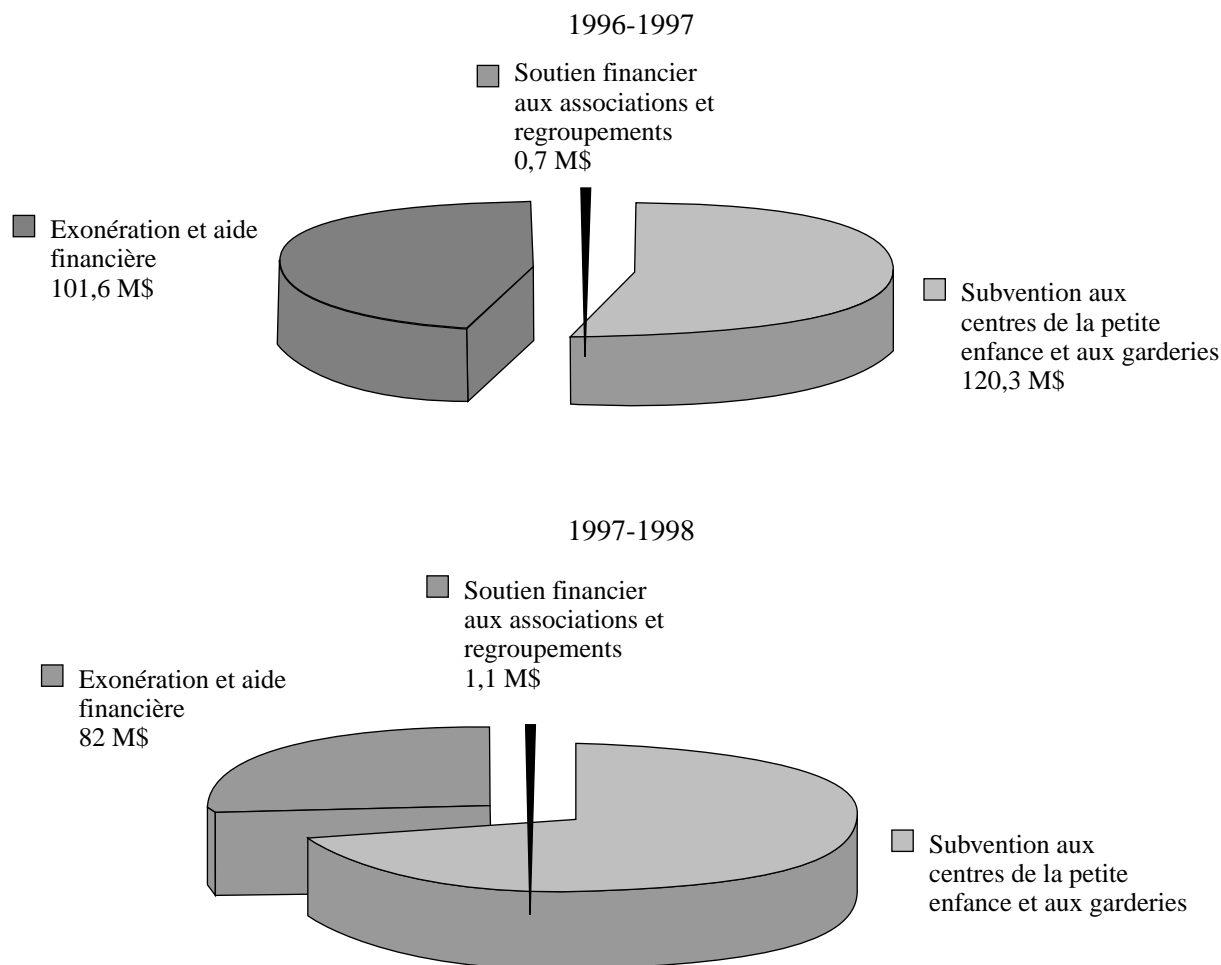 1996-1997
Soutien financier
aux associations et
regroupements
0,7 M$
Exonération et aide
financière
101,6 M$
Subvention aux
centres de la petite
enfance et aux garderies
120,3 M$
1997-1998
Soutien financier
aux associations et
regroupements
1,1 M$
Exonération et aide
financière
82 M$
Subvention aux
centres de la petite
enfance et aux garderies